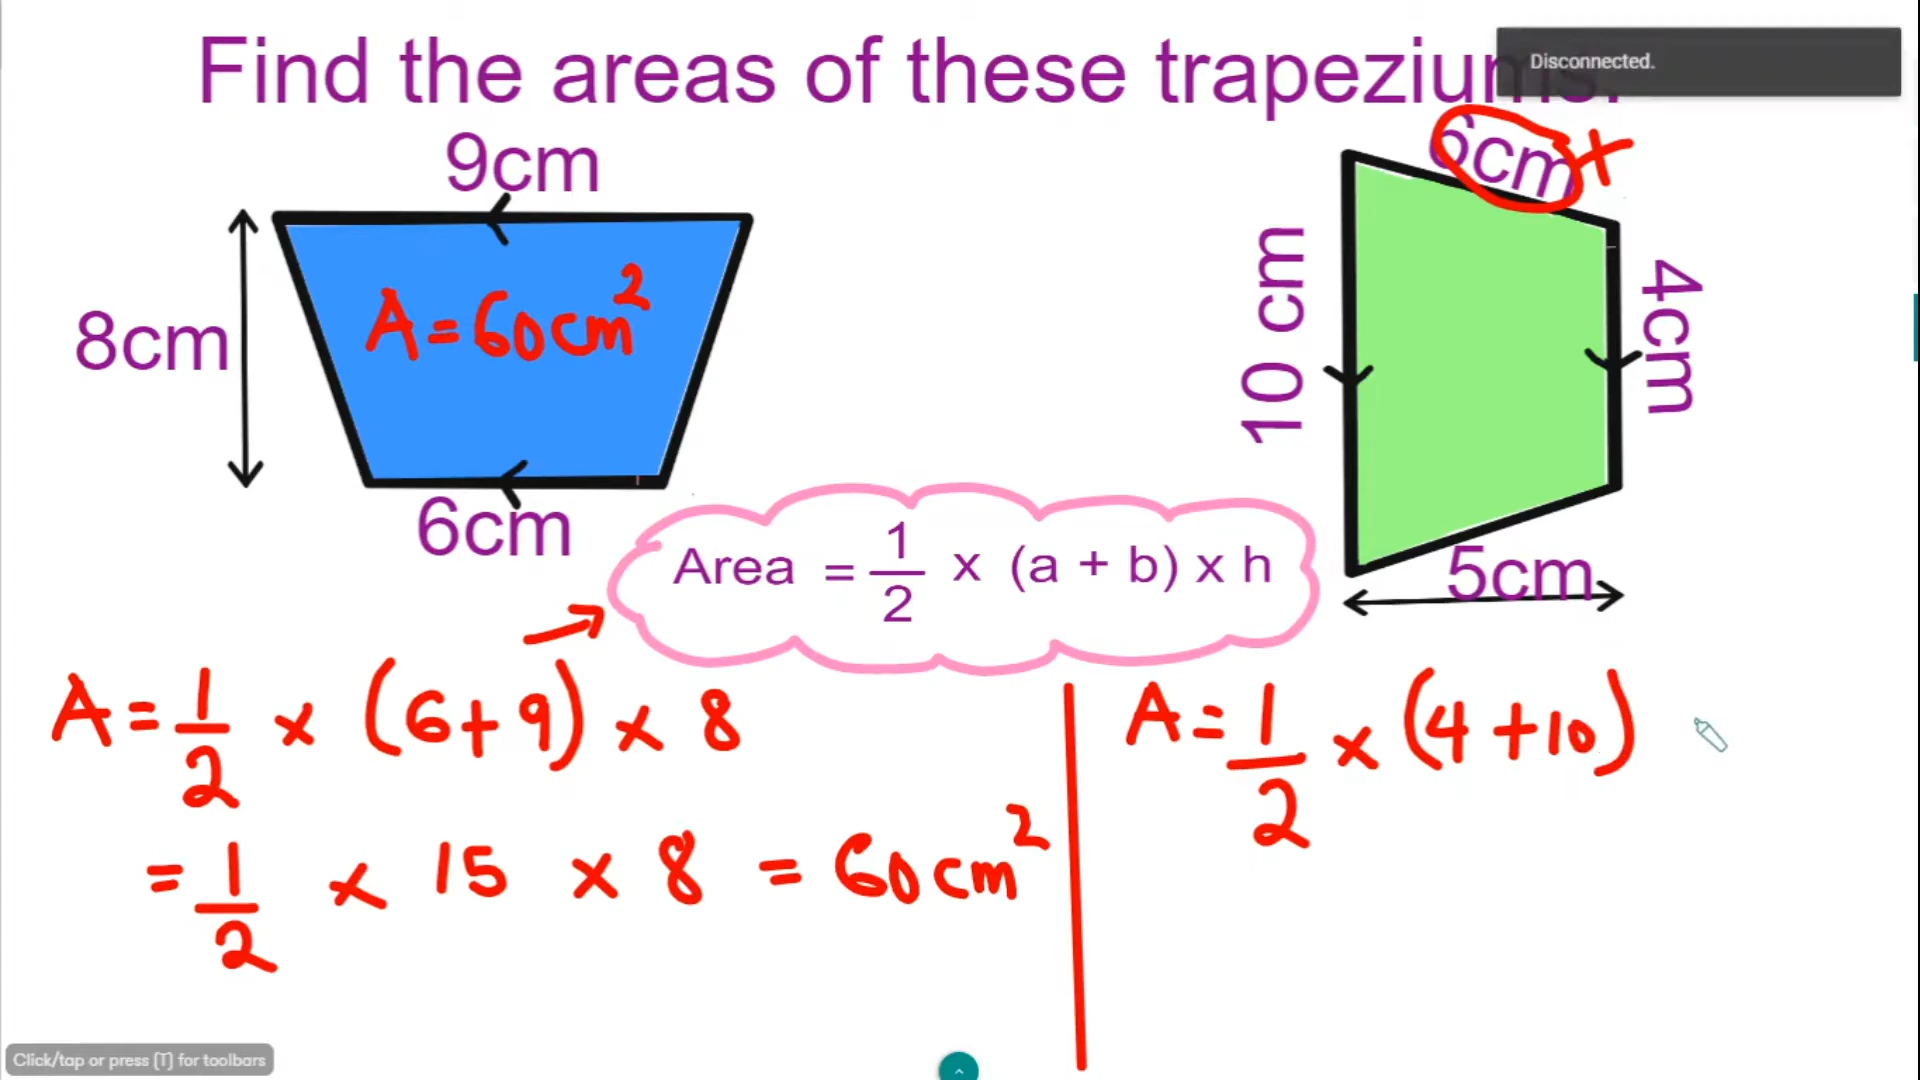 Find the areas of these trapeziums.
Disconnected.
9cm
8cm
A = 60cm²
6cm
6cm ×
10 cm
4cm
5cm
Area = 1/2 x (a + b) x h
A = 1/2 × (6 + 9) × 8
= 1/2 × 15 × 8 = 60cm²
A = 1/2 × (4 + 10)
Click/tap or press [T] for toolbars